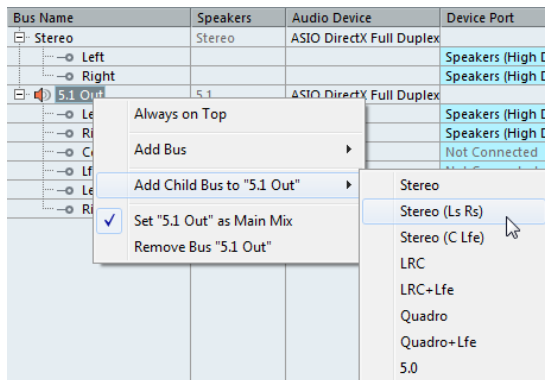 Bus Name Speakers Audio Device Device Port
Stereo Stereo ASIO DirectX Full Duplex
Left Speakers (High
Right Speakers (High
5.1 Out 5.1 ASIO DirectX Full Duplex
Speakers (High
Speakers (High
Not Connected
Always on Top
Add Bus
Add Child Bus to "5.1 Out"
Set "5.1 Out" as Main Mix
Remove Bus "5.1 Out"
Stereo
Stereo (Ls Rs)
Stereo (C Lfe)
LRC
LRC+Lfe
Quadro
Quadro+Lfe
5.0